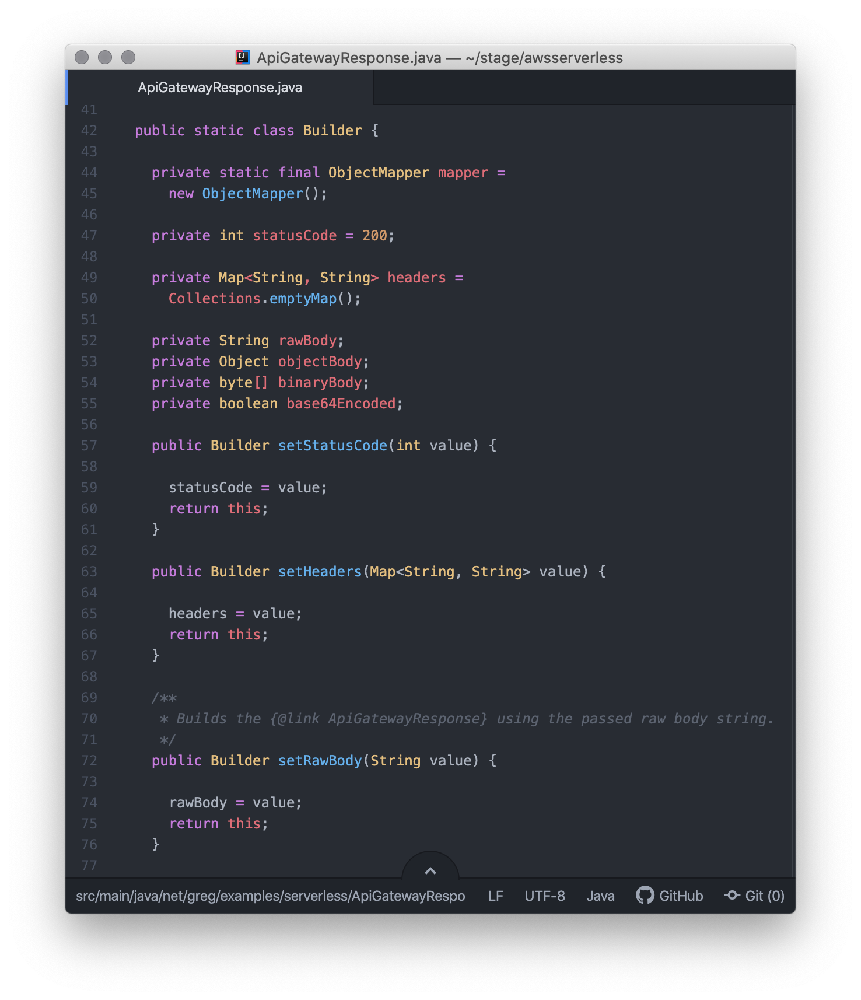 IJ ApiGatewayResponse.java — ~/stage/awsserverless
ApiGatewayResponse.java
41
42 public static class Builder {
43
44 private static final ObjectMapper mapper =
45 new ObjectMapper();
46
47 private int statusCode = 200;
48
49 private Map<String, String> headers =
50 Collections.emptyMap();
51
52 private String rawBody;
53 private Object objectBody;
54 private byte[] binaryBody;
55 private boolean base64Encoded;
56
57 public Builder setStatusCode(int value) {
58
59 statusCode = value;
60 return this;
61 }
62
63 public Builder setHeaders(Map<String, String> value) {
64
65 headers = value;
66 return this;
67 }
68
69 /**
70 * Builds the {@link ApiGatewayResponse} using the passed raw body string.
71 */
72 public Builder setRawBody(String value) {
73
74 rawBody = value;
75 return this;
76 }
77
src/main/java/net/greg/examples/serverless/ApiGatewayRespo LF UTF-8 Java GitHub Git (0)